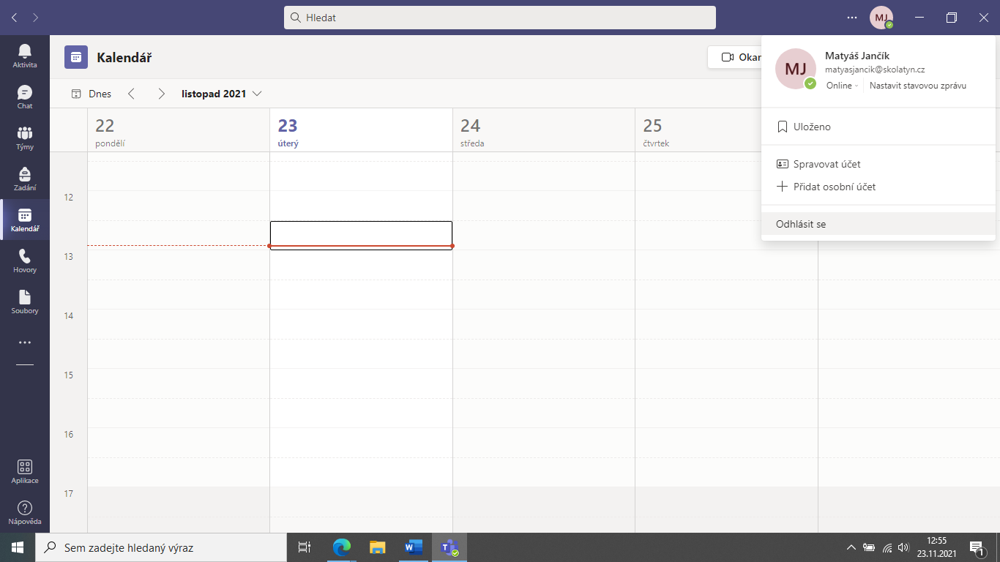 Hledat
MJ
Aktivita
Chat
Týmy
Zadání
Kalendář
Hovory
Soubory
Aplikace
Nápověda
Kalendář
Dnes
listopad 2021
22
pondělí
23
úterý
24
středa
25
čtvrtek
12
13
14
15
16
17
MJ
Matyáš Jančík
matyasjancik@skolatyn.cz
Online
Nastavit stavovou zprávu
Uloženo
Spravovat účet
Přidat osobní účet
Odhlásit se
Sem zadejte hledaný výraz
12:55
23.11.2021
1